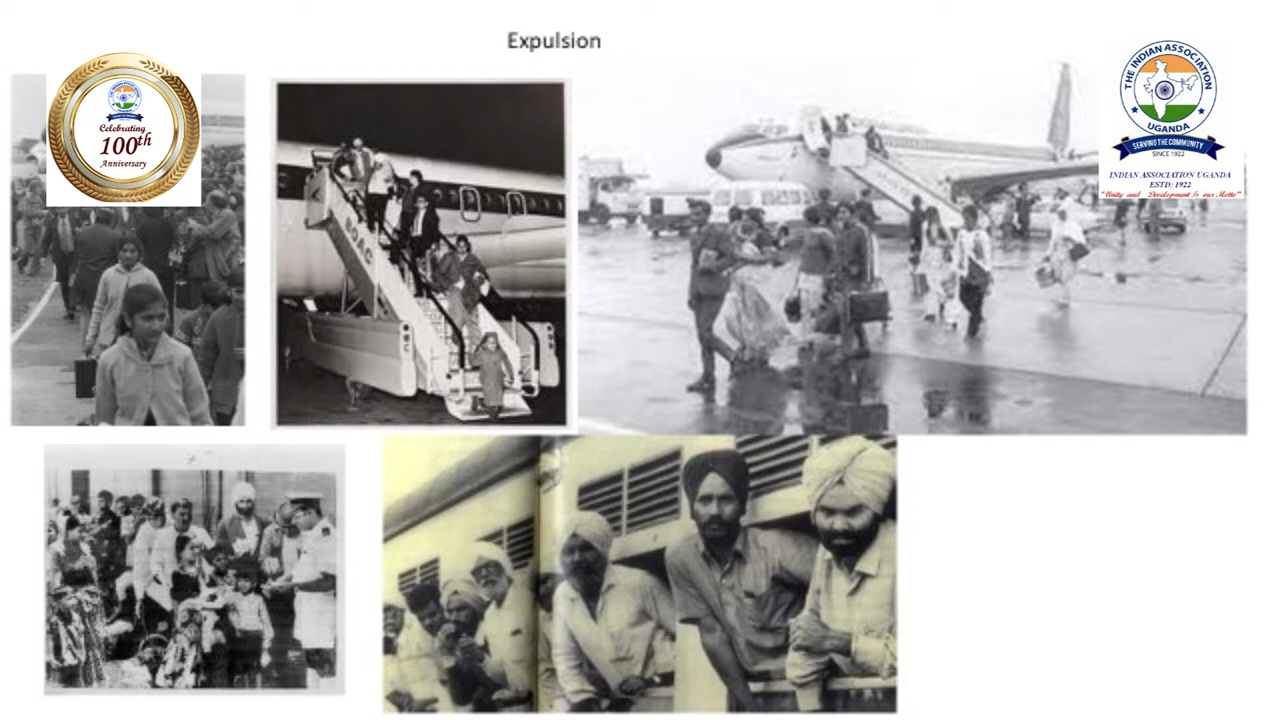 Expulsion
Celebrating
100th
Anniversary
THE INDIAN ASSOCIATION
UGANDA
SERVING THE COMMUNITY
SINCE 1922
INDIAN ASSOCIATION UGANDA
ESTD: 1922
"Unity and Development Is our Motto"
BOAC